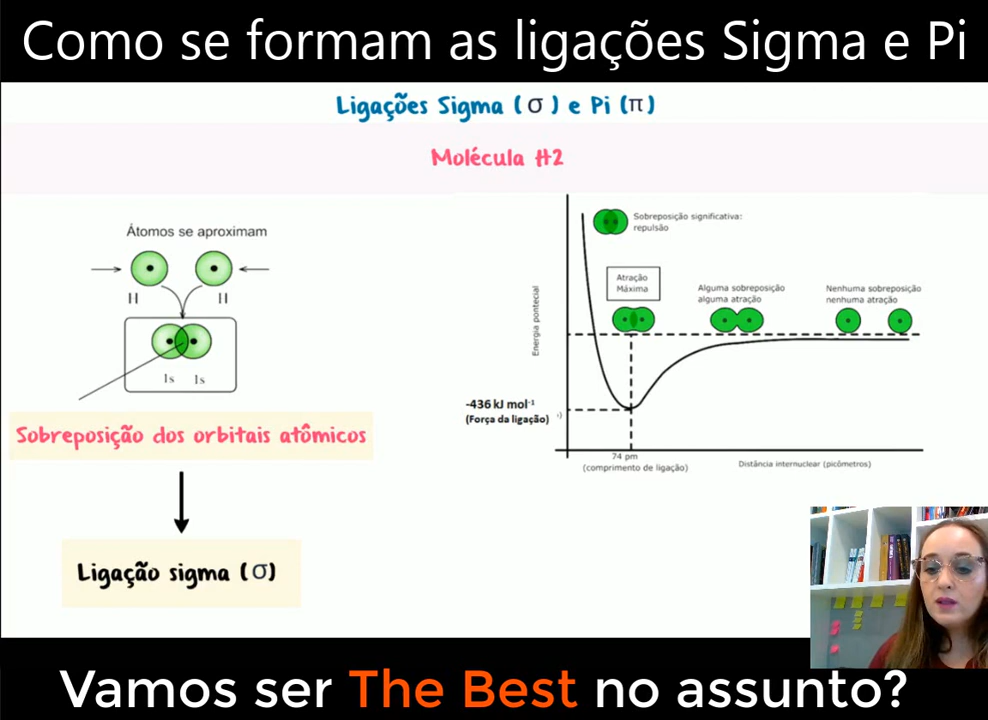 Como se formam as ligações Sigma e Pi
Ligações Sigma (σ) e Pi (π)
Molécula H2
Átomos se aproximam
H H
1s 1s
Sobreposição dos orbitais atômicos
Ligação sigma (σ)
Sobreposição significativa:
repulsão
Atração
Máxima
Alguma sobreposição
alguma atração
Nenhuma sobreposição
nenhuma atração
Energia pontecial
-436 kJ mol⁻¹
(Força da ligação)
74 pm
(comprimento de ligação)
Distância internuclear (picómetros)
Vamos ser The Best no assunto?